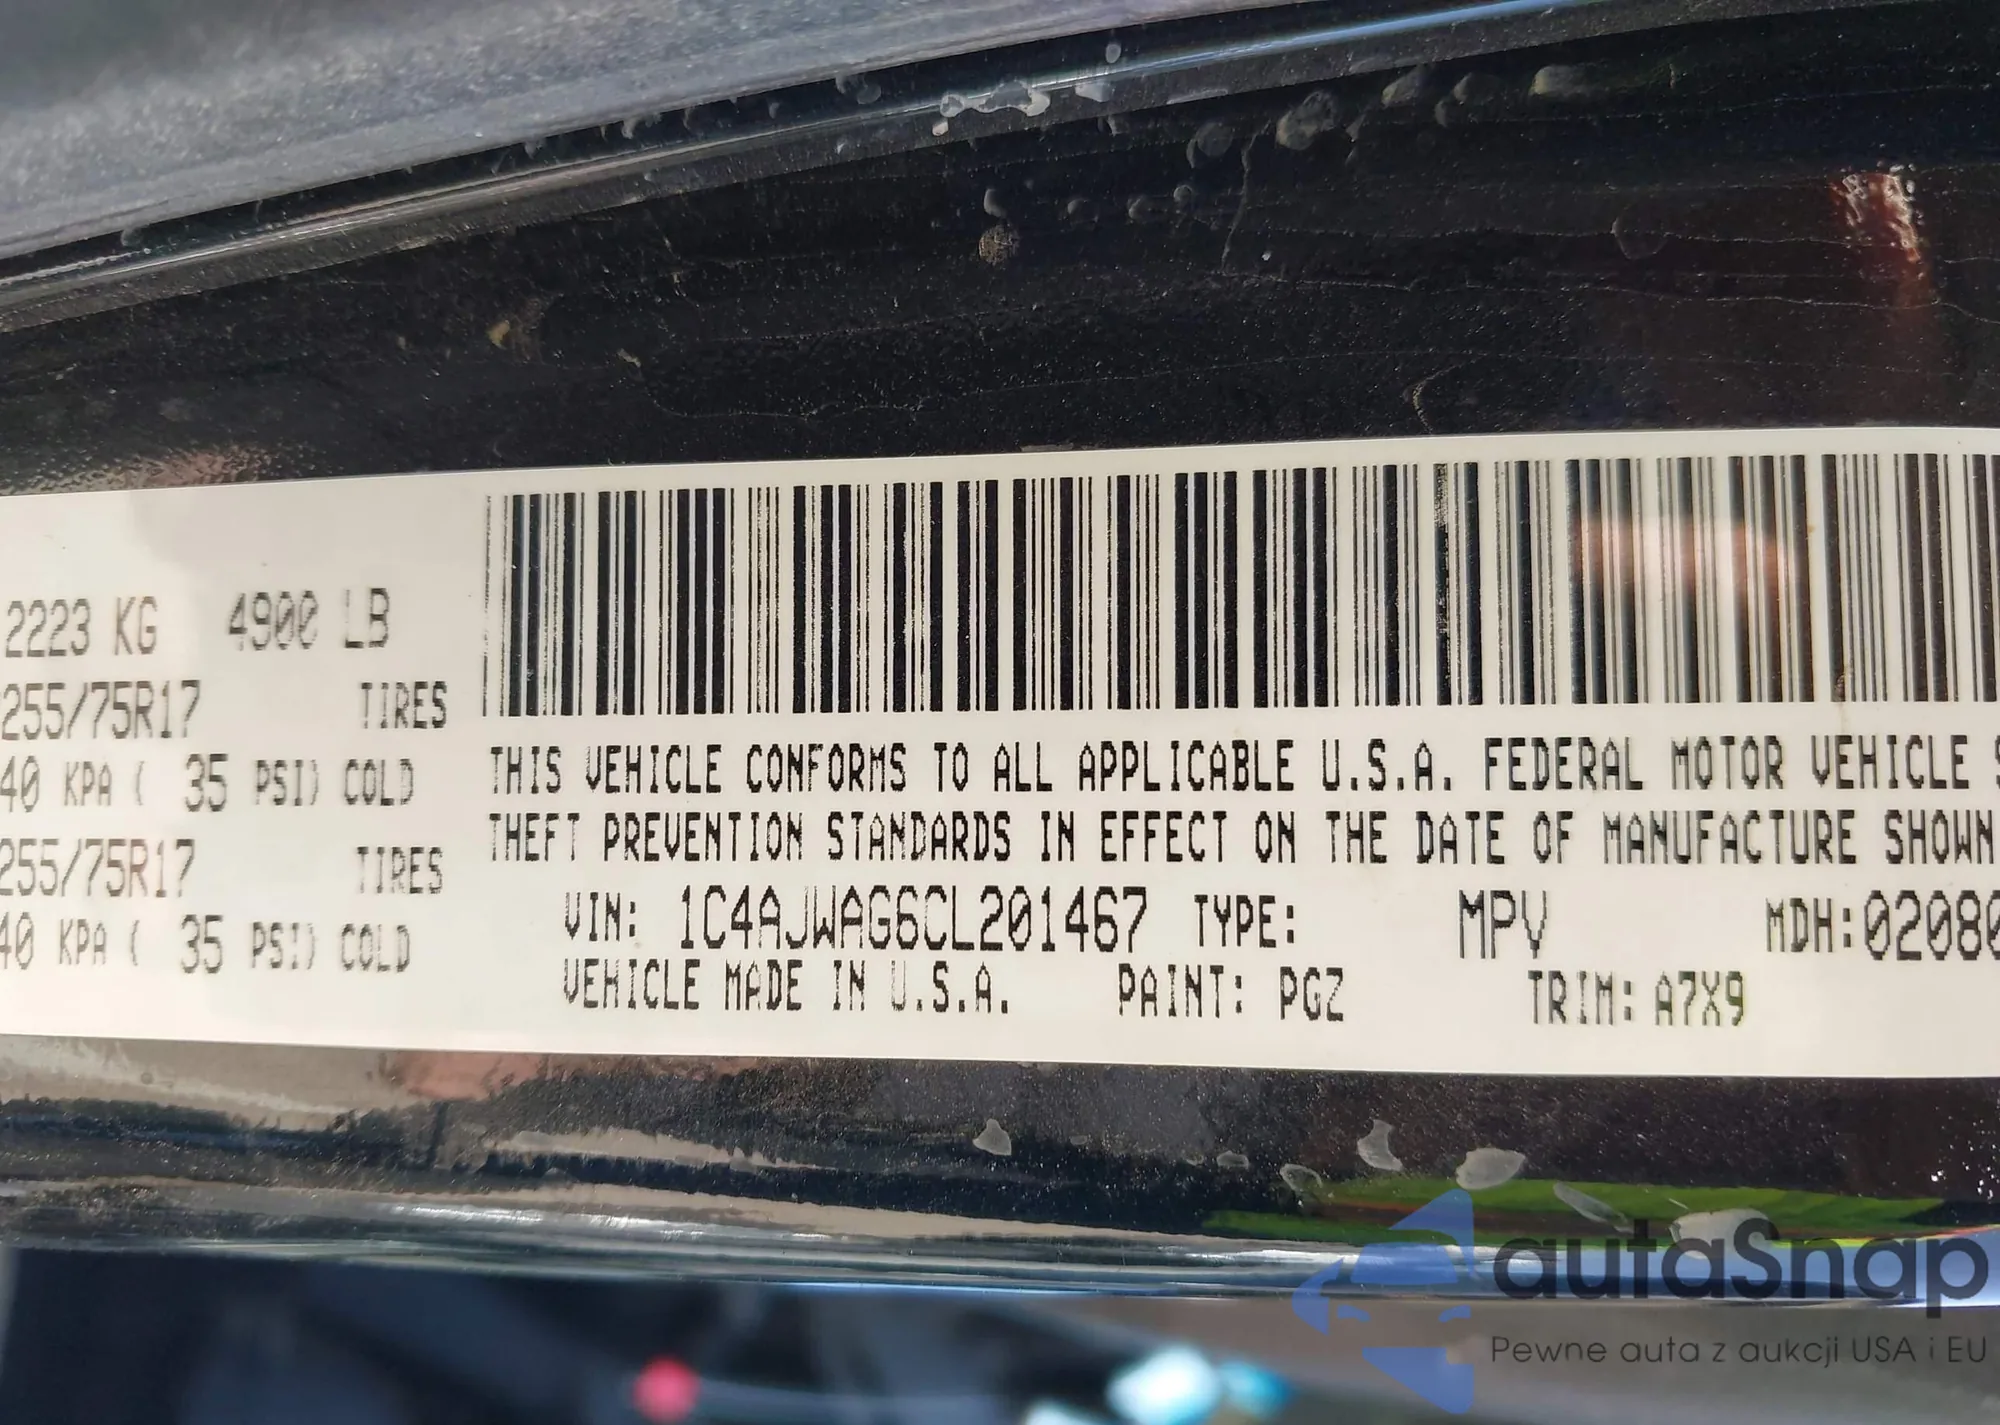 2223 KG 4900 LB
255/75R17 TIRES
40 KPA ( 35 PSI) COLD
255/75R17 TIRES
40 KPA ( 35 PSI) COLD
THIS VEHICLE CONFORMS TO ALL APPLICABLE U.S.A. FEDERAL MOTOR VEHICLE S
THEFT PREVENTION STANDARDS IN EFFECT ON THE DATE OF MANUFACTURE SHOWN
VIN: 1C4AJWAG6CL201467 TYPE: MPV MDH:02080
VEHICLE MADE IN U.S.A. PAINT: PGZ TRIM: A7X9
autaSnap
Pewne auta z aukcji USA i EU